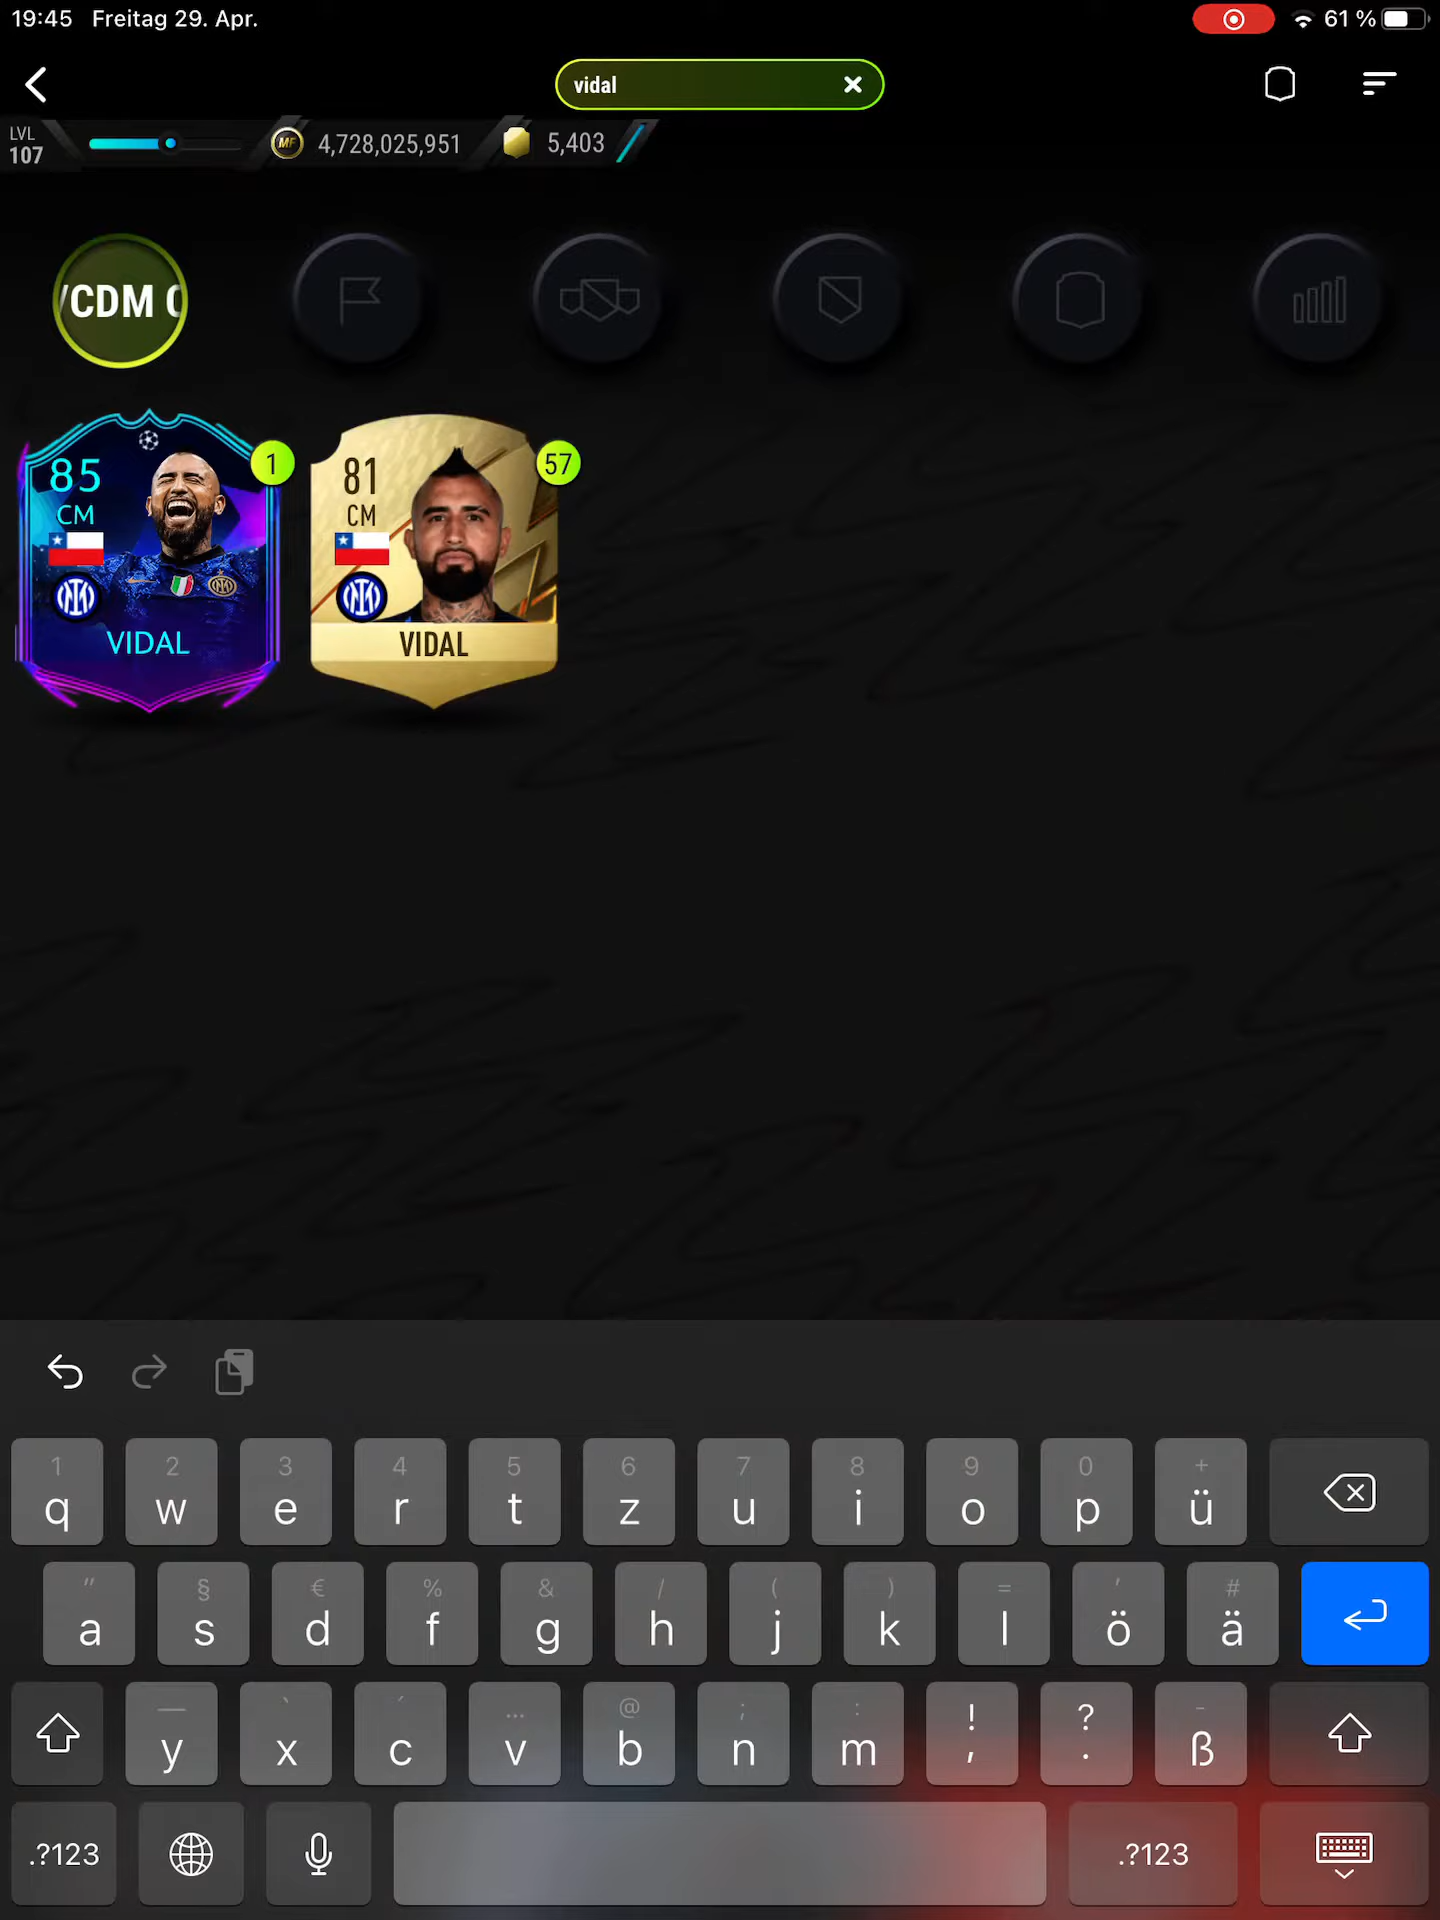 19:45 Freitag 29. Apr. 61 %
vidal
LVL
107
MF 4,728,025,951 5,403
/CDM
85
CM
VIDAL
1
81
CM
VIDAL
57
1 2 3 4 5 6 7 8 9 0 +
q w e r t z u i o p ü
" § € % & / ( ) = ' #
a s d f g h j k l ö ä
— ` ´ ... @ ; : ! ? -
y x c v b n m , . ß
.?123 .?123